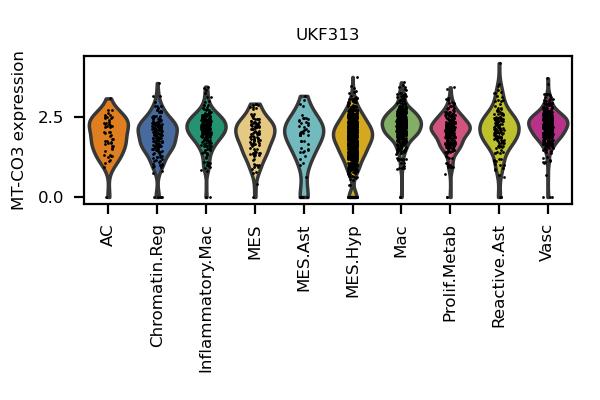 UKF313
MT-CO3 expression
2.5
0.0
AC
Chromatin.Reg
Inflammatory.Mac
MES
MES.Ast
MES.Hyp
Mac
Prolif.Metab
Reactive.Ast
Vasc